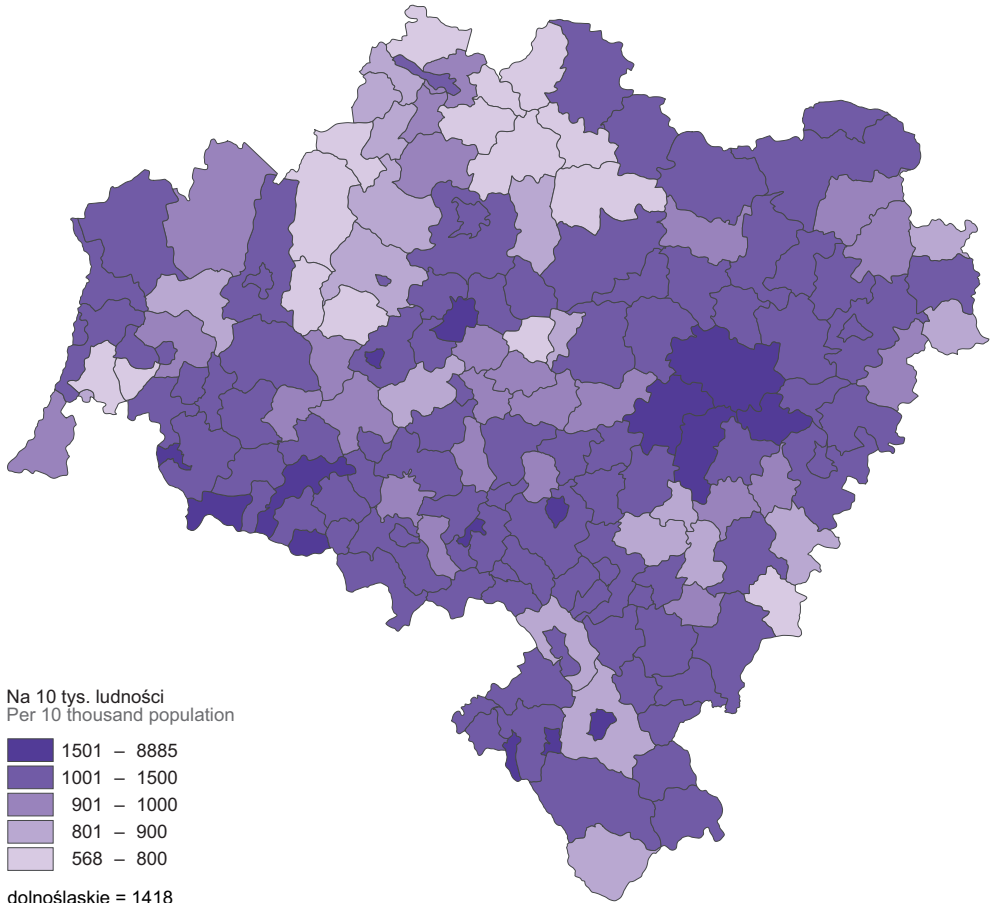 Na 10 tys. ludności
Per 10 thousand population
1501 – 8885
1001 – 1500
901 – 1000
801 – 900
568 – 800
dolnośląskie = 1418